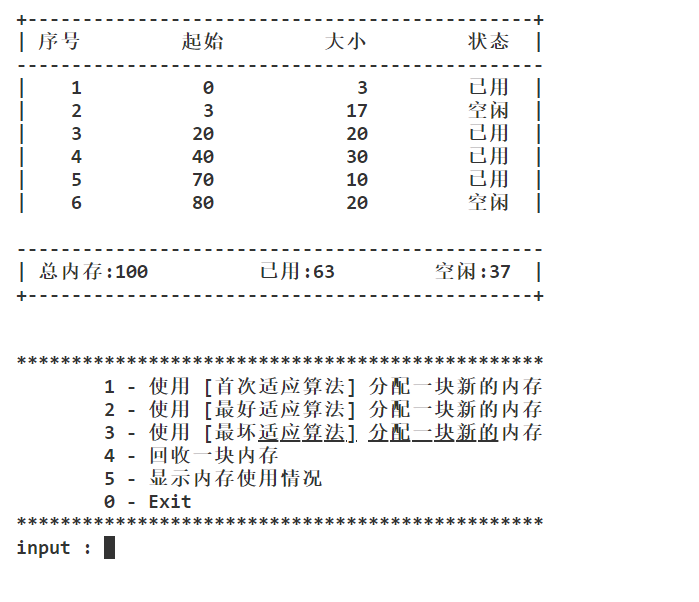 +-----------------------------------------------+
| 序号 起始 大小 状态 |
------------------------------------------------
| 1 0 3 已用 |
| 2 3 17 空闲 |
| 3 20 20 已用 |
| 4 40 30 已用 |
| 5 70 10 已用 |
| 6 80 20 空闲 |
------------------------------------------------
| 总内存:100 已用:63 空闲:37 |
+-----------------------------------------------+
************************************************
1 - 使用 [首次适应算法] 分配一块新的内存
2 - 使用 [最好适应算法] 分配一块新的内存
3 - 使用 [最坏适应算法] 分配一块新的内存
4 - 回收一块内存
5 - 显示内存使用情况
0 - Exit
************************************************
input :